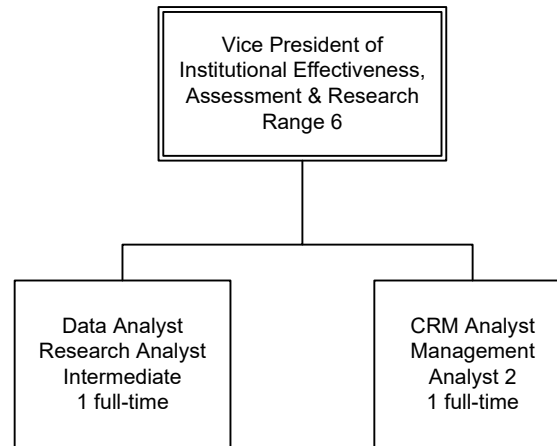 Vice President of
Institutional Effectiveness,
Assessment & Research
Range 6
Data Analyst
Research Analyst
Intermediate
1 full-time
CRM Analyst
Management
Analyst 2
1 full-time